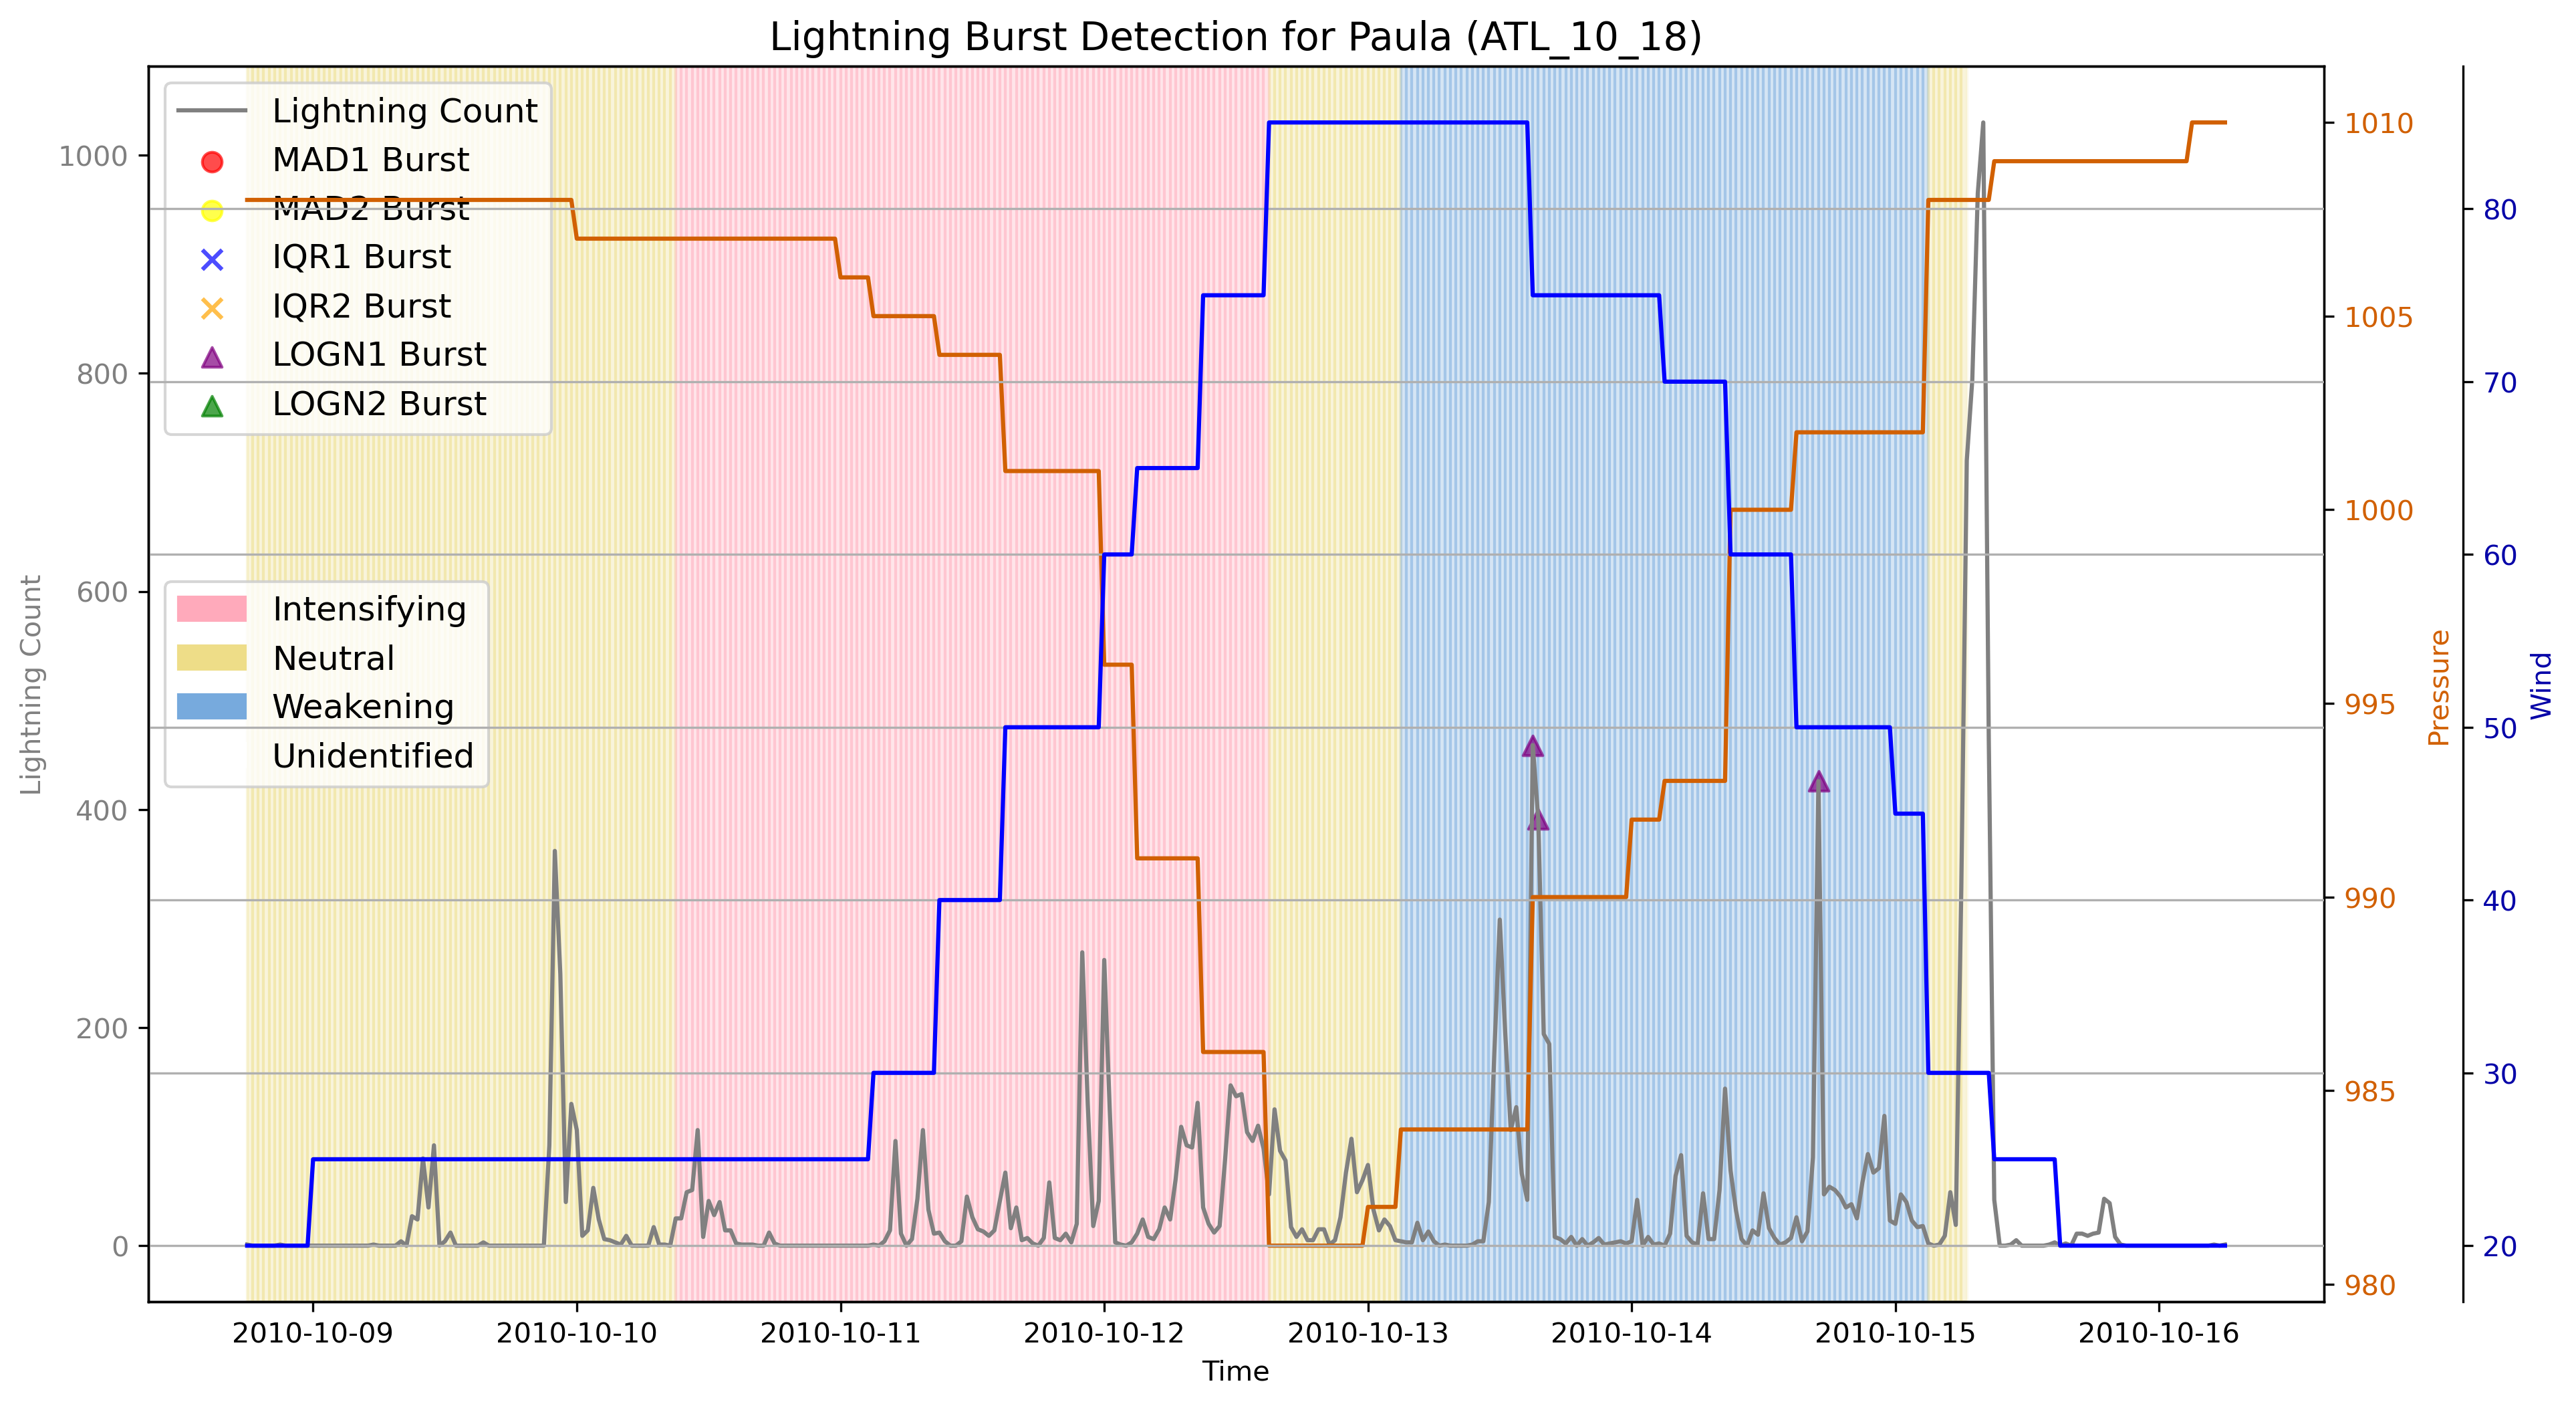 Lightning Burst Detection for Paula (ATL_10_18)
Lightning Count
MAD1 Burst
MAD2 Burst
IQR1 Burst
IQR2 Burst
LOGN1 Burst
LOGN2 Burst
Intensifying
Neutral
Weakening
Unidentified
Lightning Count
1000
800
600
400
200
0
1010
1005
1000
995
990
985
980
Pressure
80
70
60
50
40
30
20
Wind
2010-10-09
2010-10-10
2010-10-11
2010-10-12
2010-10-13
2010-10-14
2010-10-15
2010-10-16
Time